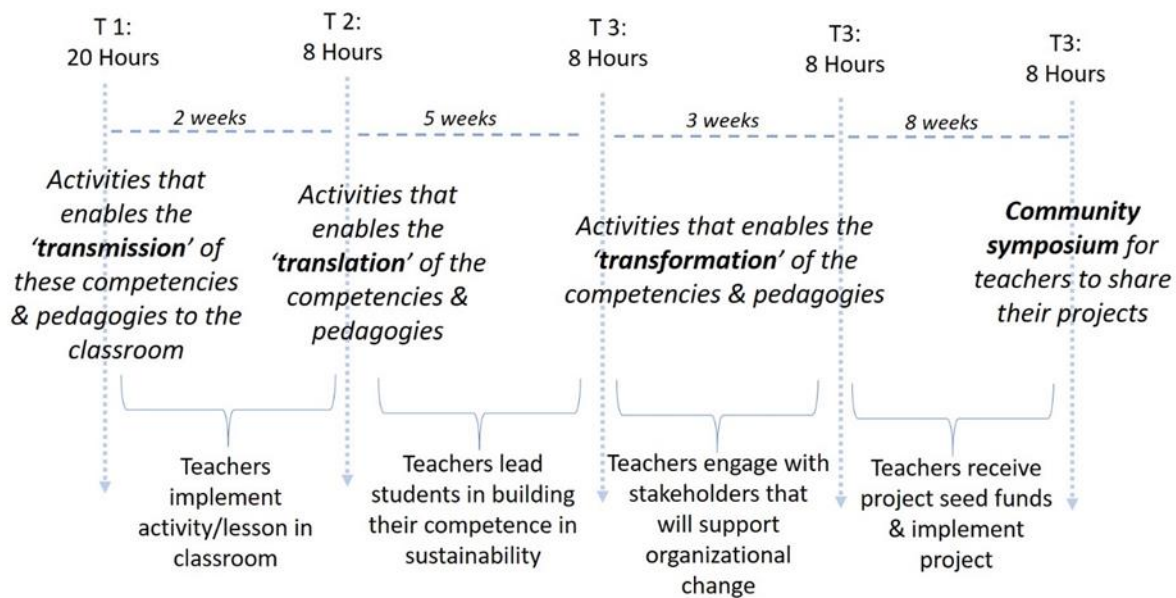 T 1:
20 Hours
T 2:
8 Hours
T 3:
8 Hours
T3:
8 Hours
T3:
8 Hours
2 weeks
5 weeks
3 weeks
8 weeks
Activities that
enables the
‘transmission’ of
these competencies
& pedagogies to the
classroom
Activities that
enables the
‘translation’ of the
competencies &
pedagogies
Activities that enables the
‘transformation’ of the
competencies & pedagogies
Community
symposium for
teachers to share
their projects
Teachers
implement
activity/lesson in
classroom
Teachers lead
students in building
their competence in
sustainability
Teachers engage with
stakeholders that
will support
organizational
change
Teachers receive
project seed funds
& implement
project